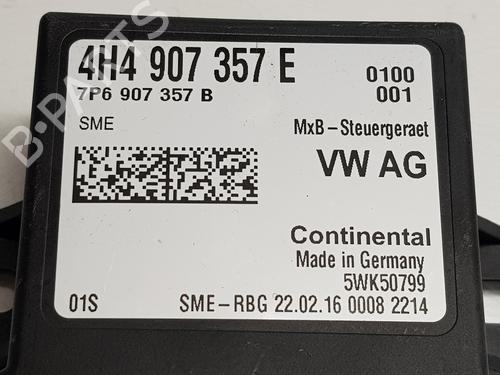 4H4 907 357 E
0100
7P6 907 357 B
001
SME
MxB-Steuergeraet
VW AG
Continental
Made in Germany
5WK50799
01S
SME-RBG 22.02.16 0008 2214
B-PARTS